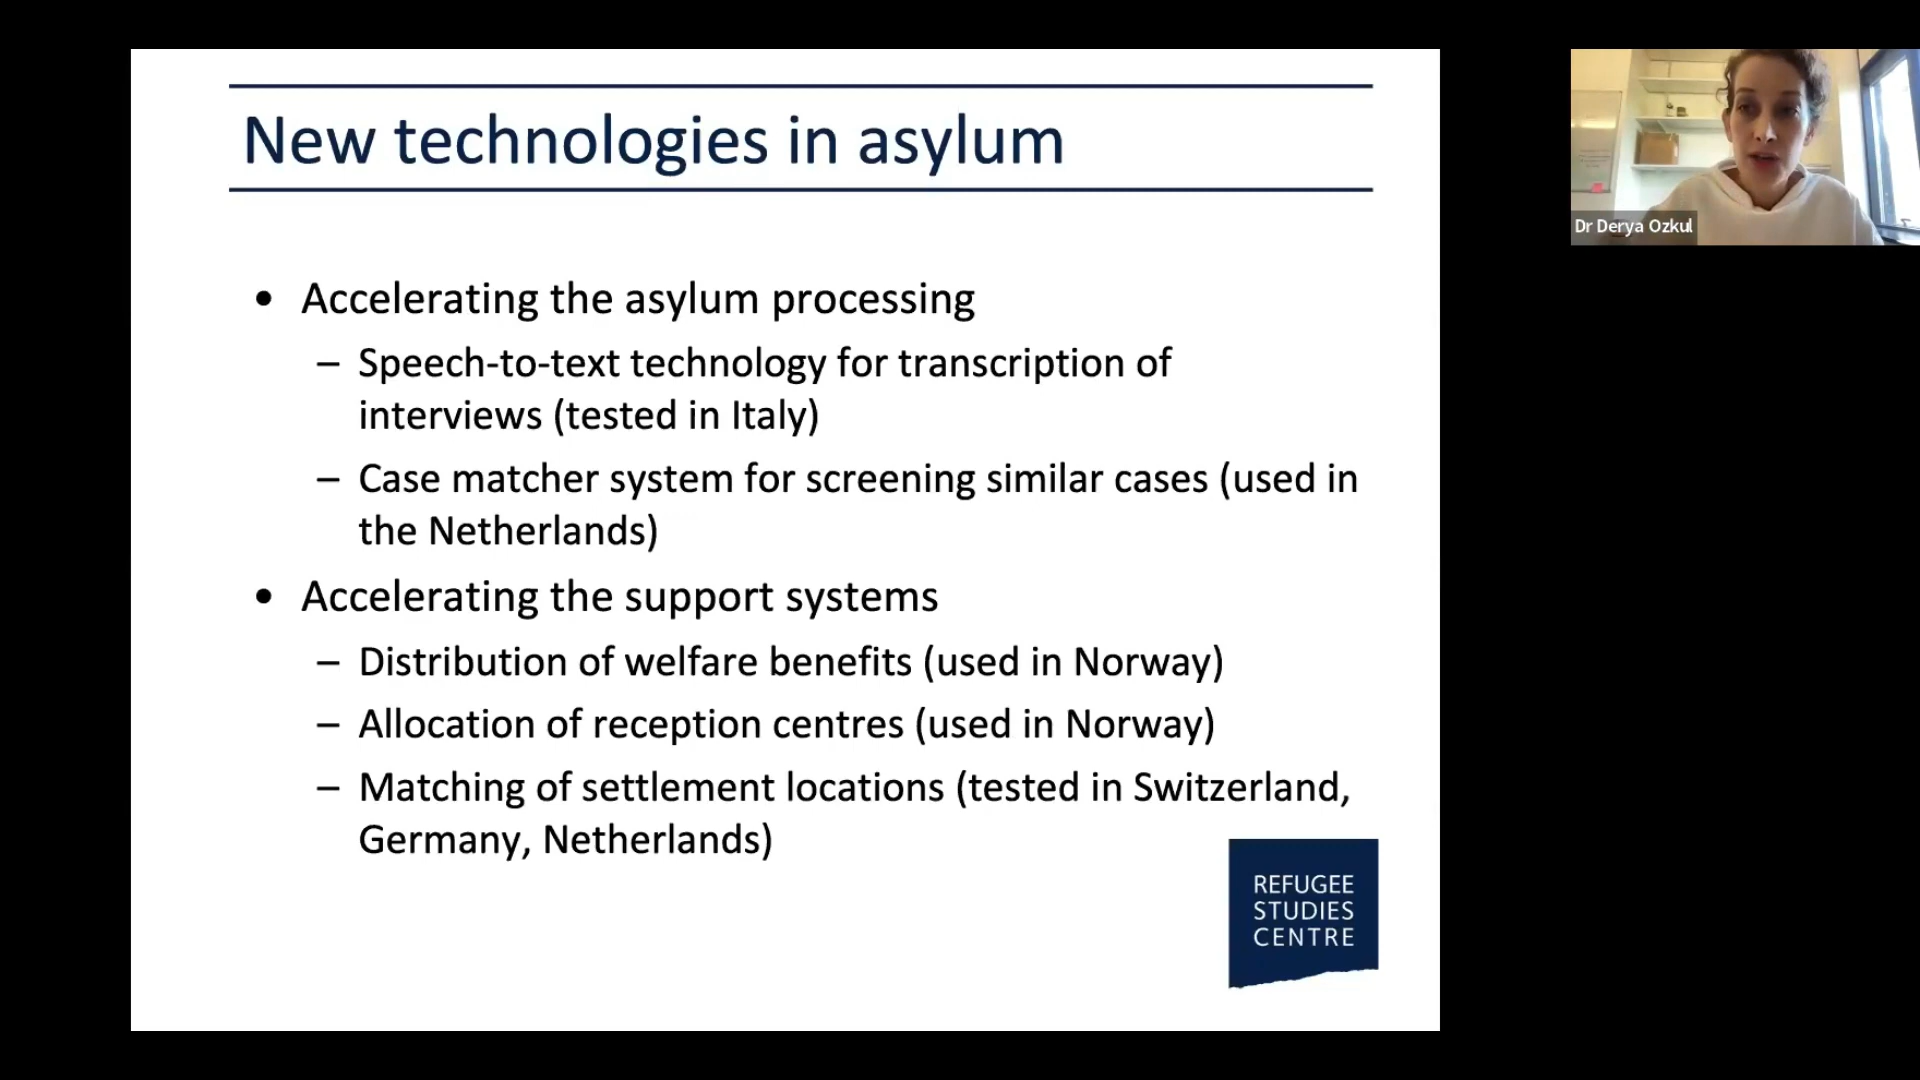 New technologies in asylum
• Accelerating the asylum processing
– Speech-to-text technology for transcription of
interviews (tested in Italy)
– Case matcher system for screening similar cases (used in
the Netherlands)
• Accelerating the support systems
– Distribution of welfare benefits (used in Norway)
– Allocation of reception centres (used in Norway)
– Matching of settlement locations (tested in Switzerland,
Germany, Netherlands)
REFUGEE
STUDIES
CENTRE
Dr Derya Ozkul